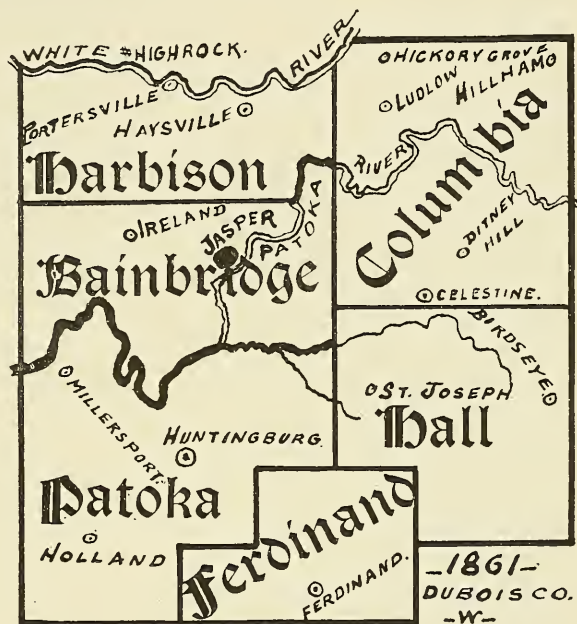 WHITE HIGHROCK.
RIVER
HICKORY GROVE
HILLHAM
LUDLOW
PORTERSVILLE
HAYSVILLE
Harbison
RIVER
Columbia
IRELAND
JASPER
PATOKA
DITNEY
HILL
Bainbridge
CELESTINE.
BIRDSEYE.
MILLERSPORT.
ST. JOSEPH
Hall
HUNTINGBURG.
Patoka
HOLLAND
Ferdinand
FERDINAND.
-1861-
DUBOIS CO.
-W-